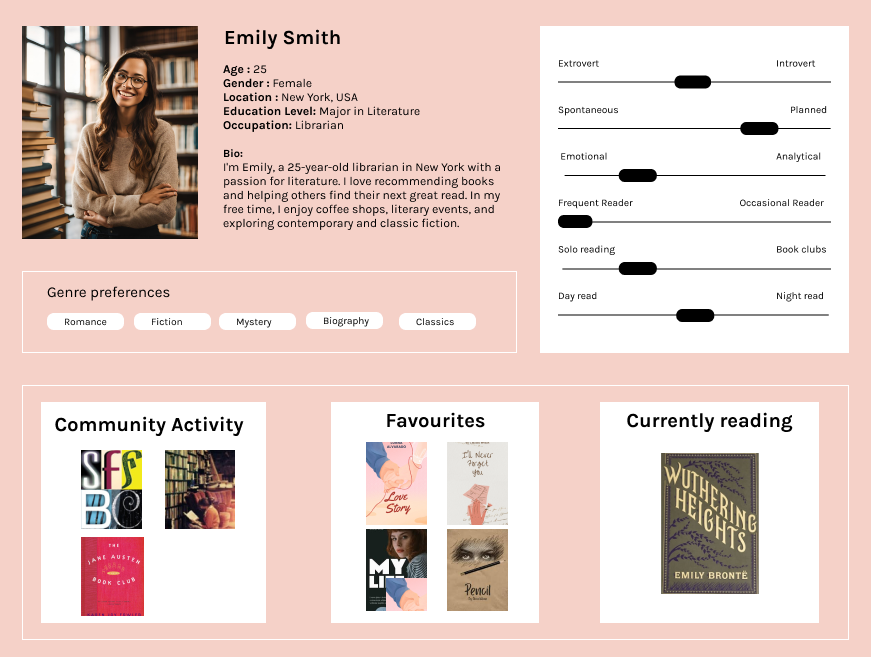 Emily Smith
Age : 25
Gender : Female
Location : New York, USA
Education Level: Major in Literature
Occupation: Librarian
Bio:
I'm Emily, a 25-year-old librarian in New York with a
passion for literature. I love recommending books
and helping others find their next great read. In my
free time, I enjoy coffee shops, literary events, and
exploring contemporary and classic fiction.
Extrovert Introvert
Spontaneous Planned
Emotional Analytical
Frequent Reader Occasional Reader
Solo reading Book clubs
Day read Night read
Genre preferences
Romance Fiction Mystery Biography Classics
Community Activity
SFF
BC
THE
JANE AUSTEN
BOOK CLUB
Favourites
ALVARADO
Love
Story
I'll Never
Forget
you
MY
Pencil
Currently reading
WUTHERING
HEIGHTS
EMILY BRONTË